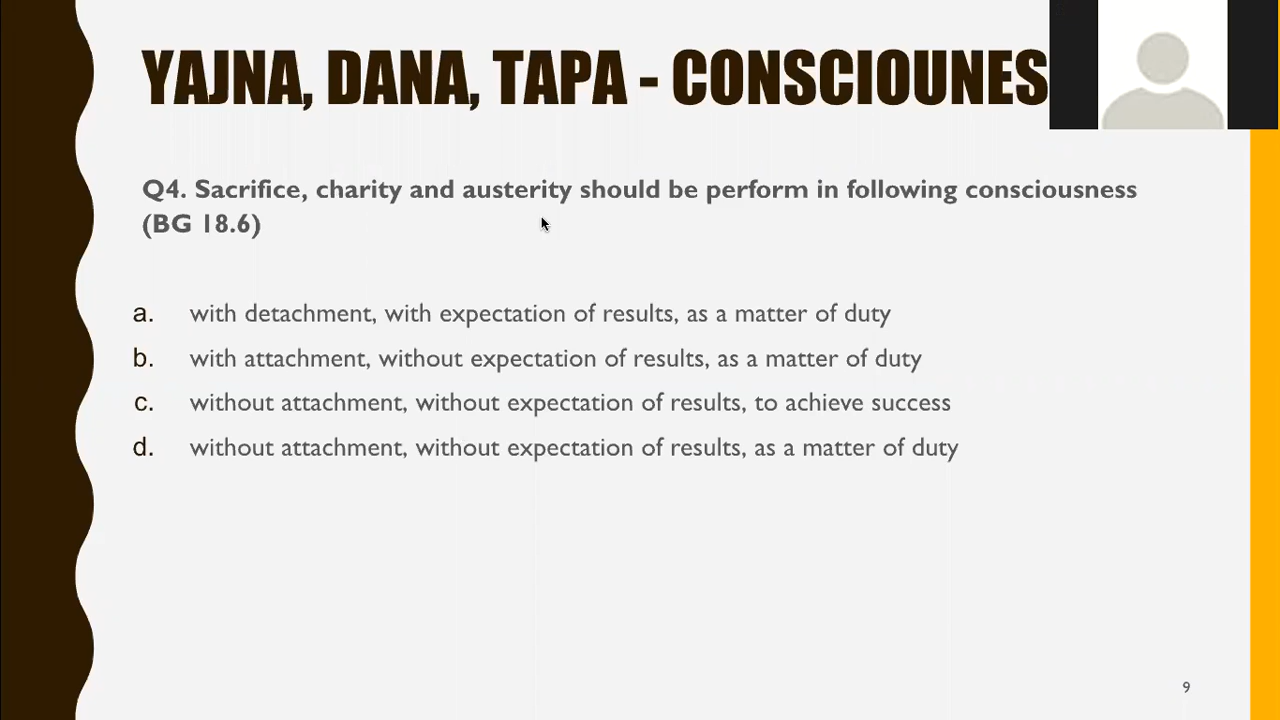 YAJNA, DANA, TAPA - CONSCIOUNES
Q4. Sacrifice, charity and austerity should be perform in following consciousness
(BG 18.6)
a. with detachment, with expectation of results, as a matter of duty
b. with attachment, without expectation of results, as a matter of duty
c. without attachment, without expectation of results, to achieve success
d. without attachment, without expectation of results, as a matter of duty
9